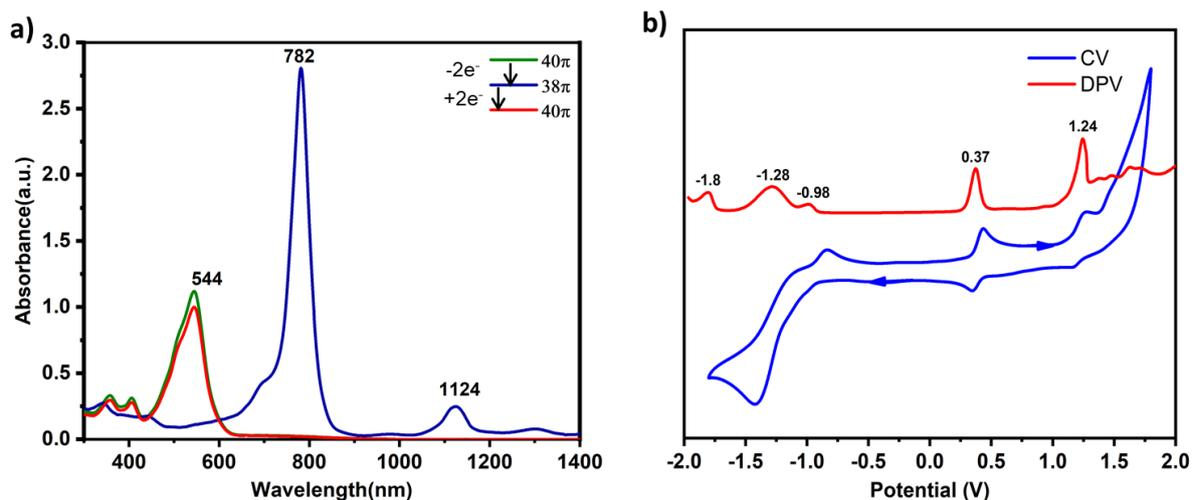 a)
3.0
2.5
2.0
1.5
1.0
0.5
0.0
Absorbance(a.u.)
782
544
1124
-2e⁻
+2e⁻
40π
38π
40π
400 600 800 1000 1200 1400
Wavelength(nm)
b)
CV
DPV
-1.8
-1.28
-0.98
0.37
1.24
-2.0 -1.5 -1.0 -0.5 0.0 0.5 1.0 1.5 2.0
Potential (V)